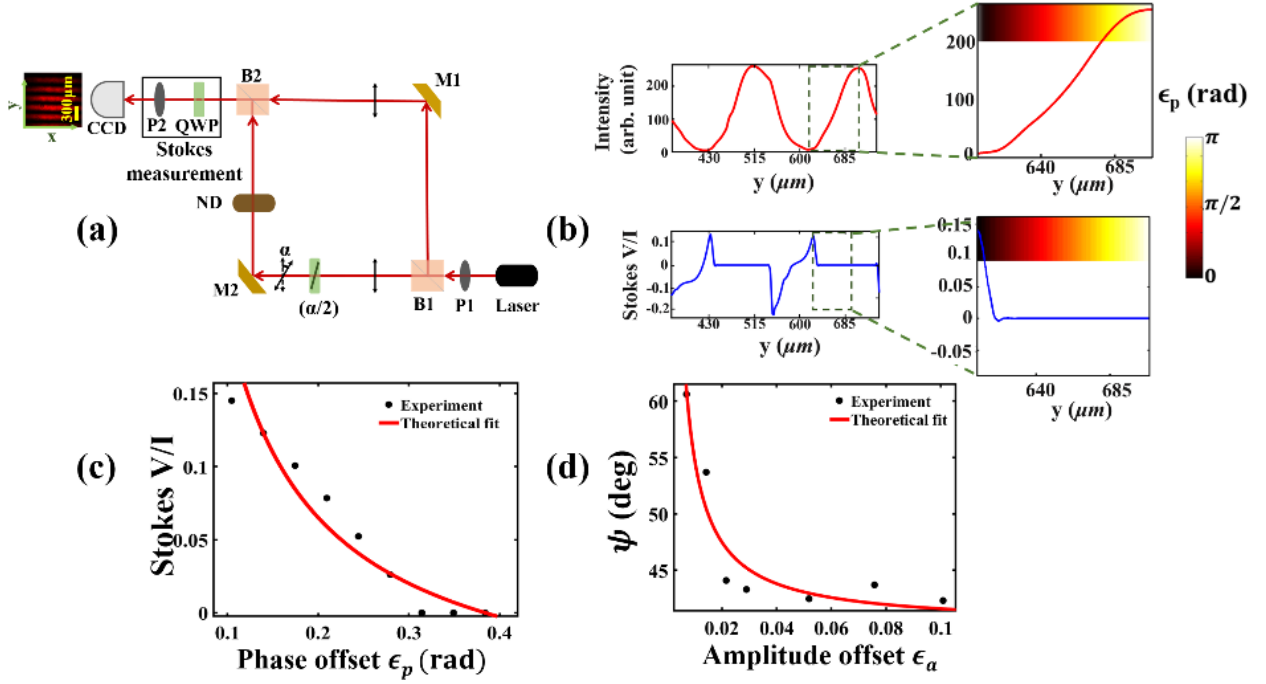 (a)
y
x
300μm
CCD
P2
QWP
Stokes
measurement
B2
M1
ND
α
M2
(α/2)
B1
P1
Laser
(b)
Intensity
(arb. unit)
200
100
0
430
515
600
685
y (μm)
200
100
0
640
685
y (μm)
ϵp (rad)
π
π/2
0
Stokes V/I
0.1
0
-0.1
-0.2
430
515
600
685
y (μm)
0.15
0.1
0
-0.05
640
685
y (μm)
(c)
Stokes V/I
0.15
0.1
0.05
0
0.1
0.2
0.3
0.4
Phase offset ϵp (rad)
Experiment
Theoretical fit
(d)
ψ (deg)
60
55
50
45
0.02
0.04
0.06
0.08
0.1
Amplitude offset ϵa
Experiment
Theoretical fit